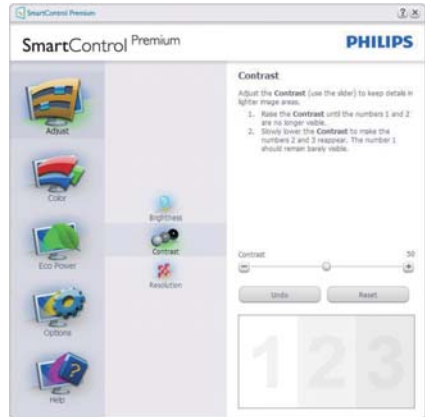 SmartControl Premium
SmartControl Premium
PHILIPS
Adjust
Color
Eco Power
Options
Help
Brightness
Contrast
Resolution
Contrast
Adjust the Contrast (use the slider) to keep details in
lighter image areas.
1. Raise the Contrast until the numbers 1 and 2
are no longer visible.
2. Slowly lower the Contrast to make the
numbers 2 and 3 reappear. The number 1
should remain barely visible.
Contrast 50
Undo Reset
1 2 3